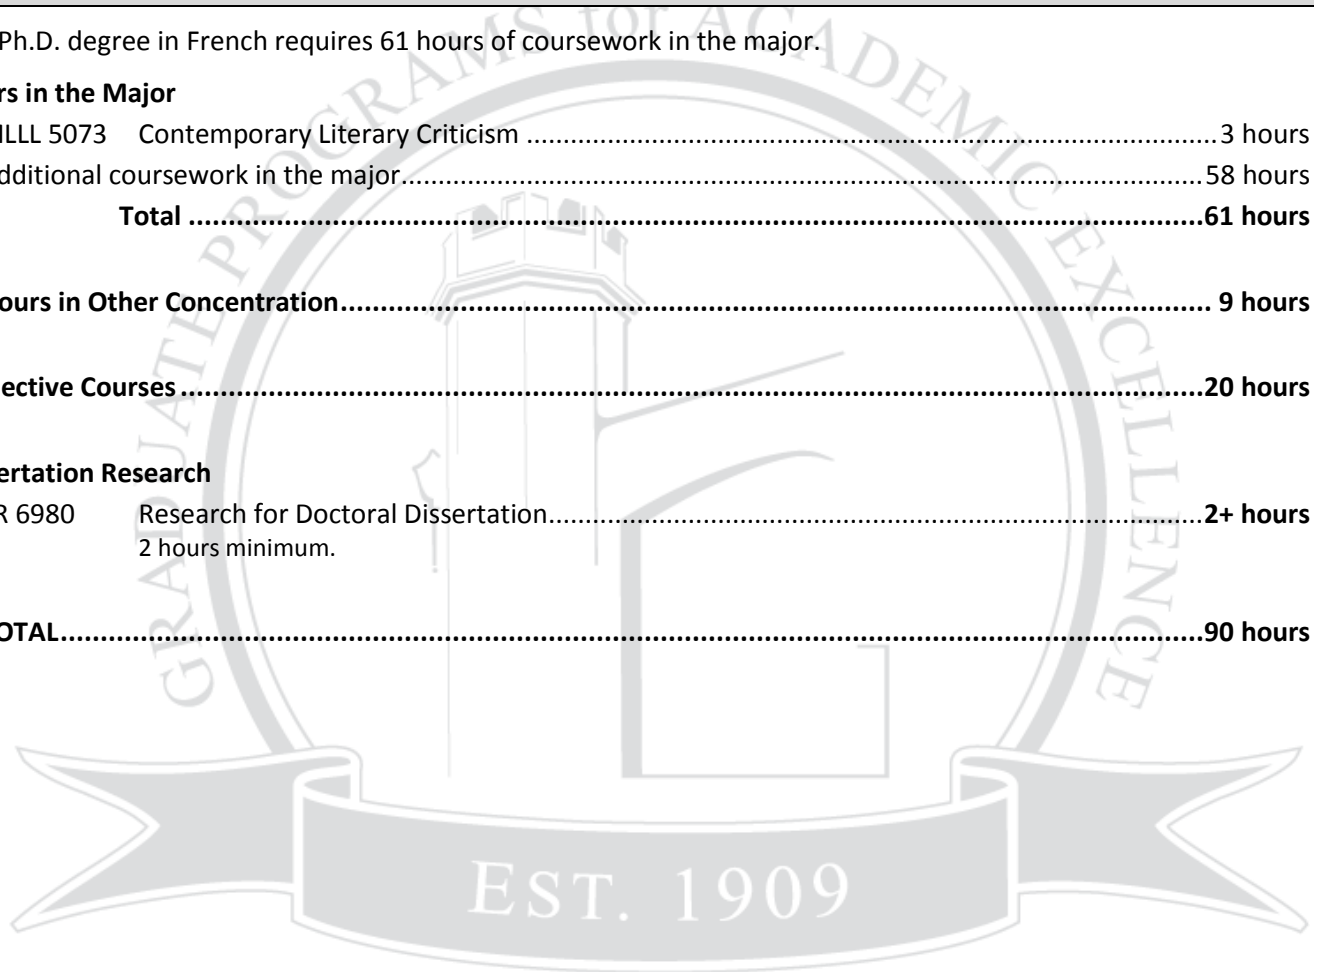 GRADUATE PROGRAMS for ACADEMIC EXCELLENCE
Ph.D. degree in French requires 61 hours of coursework in the major.
rs in the Major
LLL 5073 Contemporary Literary Criticism ........ 3 hours
dditional coursework in the major ........ 58 hours
Total ........ 61 hours
ours in Other Concentration ........ 9 hours
ective Courses ........ 20 hours
ertation Research
R 6980 Research for Doctoral Dissertation ........ 2+ hours
2 hours minimum.
OTAL ........ 90 hours
EST. 1909